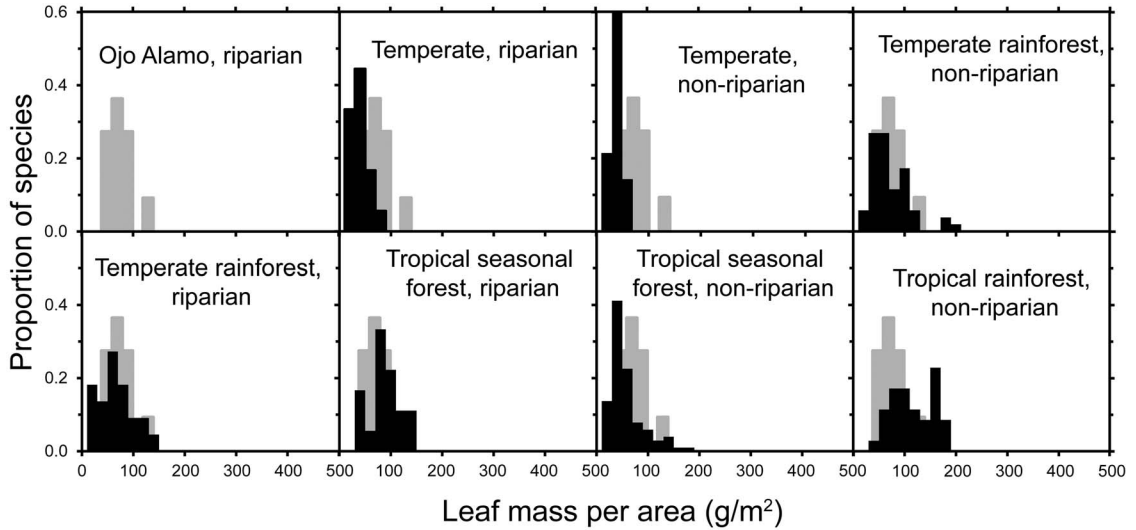 0.6
0.4
0.2
0.0
Ojo Alamo, riparian
Temperate, riparian
Temperate,
non-riparian
Temperate rainforest,
non-riparian
0.4
0.2
0.0
Temperate rainforest,
riparian
Tropical seasonal
forest, riparian
Tropical seasonal
forest, non-riparian
Tropical rainforest,
non-riparian
0 100 200 300 400 500 100 200 300 400 500 100 200 300 400 500 100 200 300 400 500
Proportion of species
Leaf mass per area (g/m²)